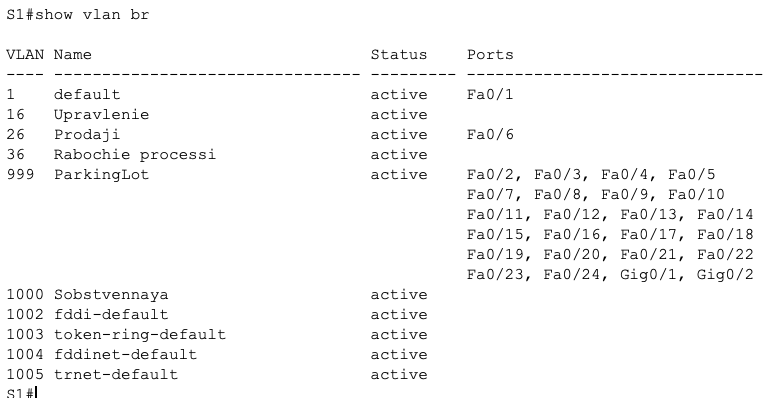 S1#show vlan br
VLAN Name                             Status    Ports
---- -------------------------------- --------- -------------------------------
1    default                          active    Fa0/1
16   Upravlenie                       active
26   Prodaji                          active    Fa0/6
36   Rabochie processi                active
999  ParkingLot                       active    Fa0/2, Fa0/3, Fa0/4, Fa0/5
                                                Fa0/7, Fa0/8, Fa0/9, Fa0/10
                                                Fa0/11, Fa0/12, Fa0/13, Fa0/14
                                                Fa0/15, Fa0/16, Fa0/17, Fa0/18
                                                Fa0/19, Fa0/20, Fa0/21, Fa0/22
                                                Fa0/23, Fa0/24, Gig0/1, Gig0/2
1000 Sobstvennaya                     active
1002 fddi-default                     active
1003 token-ring-default               active
1004 fddinet-default                  active
1005 trnet-default                    active
S1#